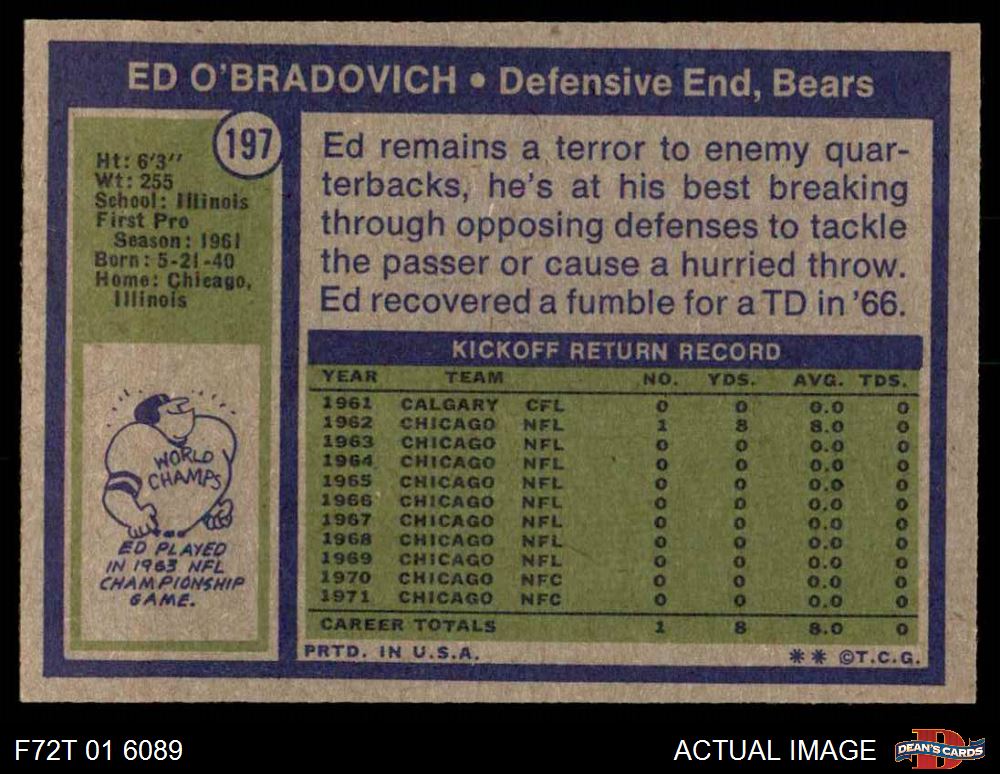 ED O'BRADOVICH • Defensive End, Bears
197
Ht: 6'3"
Wt: 255
School: Illinois
First Pro
Season: 1961
Born: 5-21-40
Home: Chicago,
Illinois
Ed remains a terror to enemy quar-
terbacks, he's at his best breaking
through opposing defenses to tackle
the passer or cause a hurried throw.
Ed recovered a fumble for a TD in '66.
WORLD
CHAMPS
ED PLAYED
IN 1963 NFL
CHAMPIONSHIP
GAME.
KICKOFF RETURN RECORD
YEAR TEAM NO. YDS. AVG. TDS.
1961 CALGARY CFL 0 0 0.0 0
1962 CHICAGO NFL 1 8 8.0 0
1963 CHICAGO NFL 0 0 0.0 0
1964 CHICAGO NFL 0 0 0.0 0
1965 CHICAGO NFL 0 0 0.0 0
1966 CHICAGO NFL 0 0 0.0 0
1967 CHICAGO NFL 0 0 0.0 0
1968 CHICAGO NFL 0 0 0.0 0
1969 CHICAGO NFL 0 0 0.0 0
1970 CHICAGO NFC 0 0 0.0 0
1971 CHICAGO NFC 0 0 0.0 0
CAREER TOTALS 1 8 8.0 0
PRTD. IN U.S.A. ** ©T.C.G.
F72T 01 6089 ACTUAL IMAGE D DEAN'S CARDS